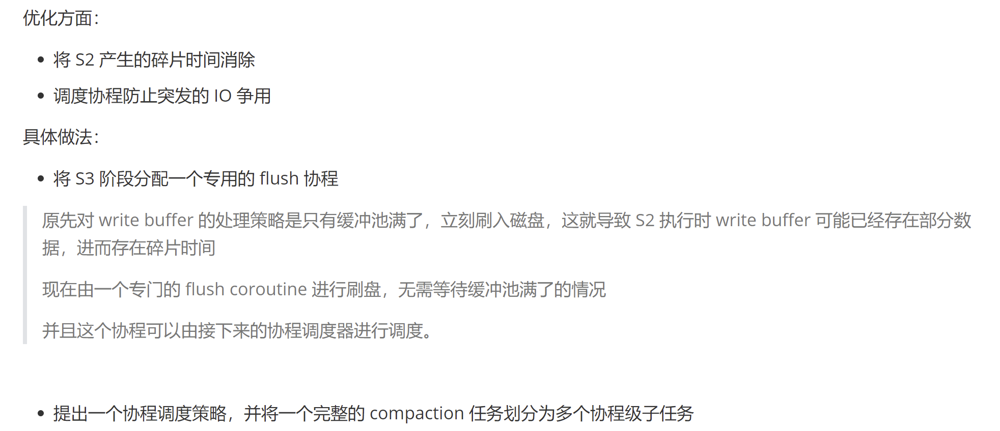 优化方面：
将 S2 产生的碎片时间消除
调度协程防止突发的 IO 争用
具体做法：
将 S3 阶段分配一个专用的 flush 协程
原先对 write buffer 的处理策略是只有缓冲池满了，立刻刷入磁盘，这就导致 S2 执行时 write buffer 可能已经存在部分数
据，进而存在碎片时间
现在由一个专门的 flush coroutine 进行刷盘，无需等待缓冲池满了的情况
并且这个协程可以由接下来的协程调度器进行调度。
提出一个协程调度策略，并将一个完整的 compaction 任务划分为多个协程级子任务